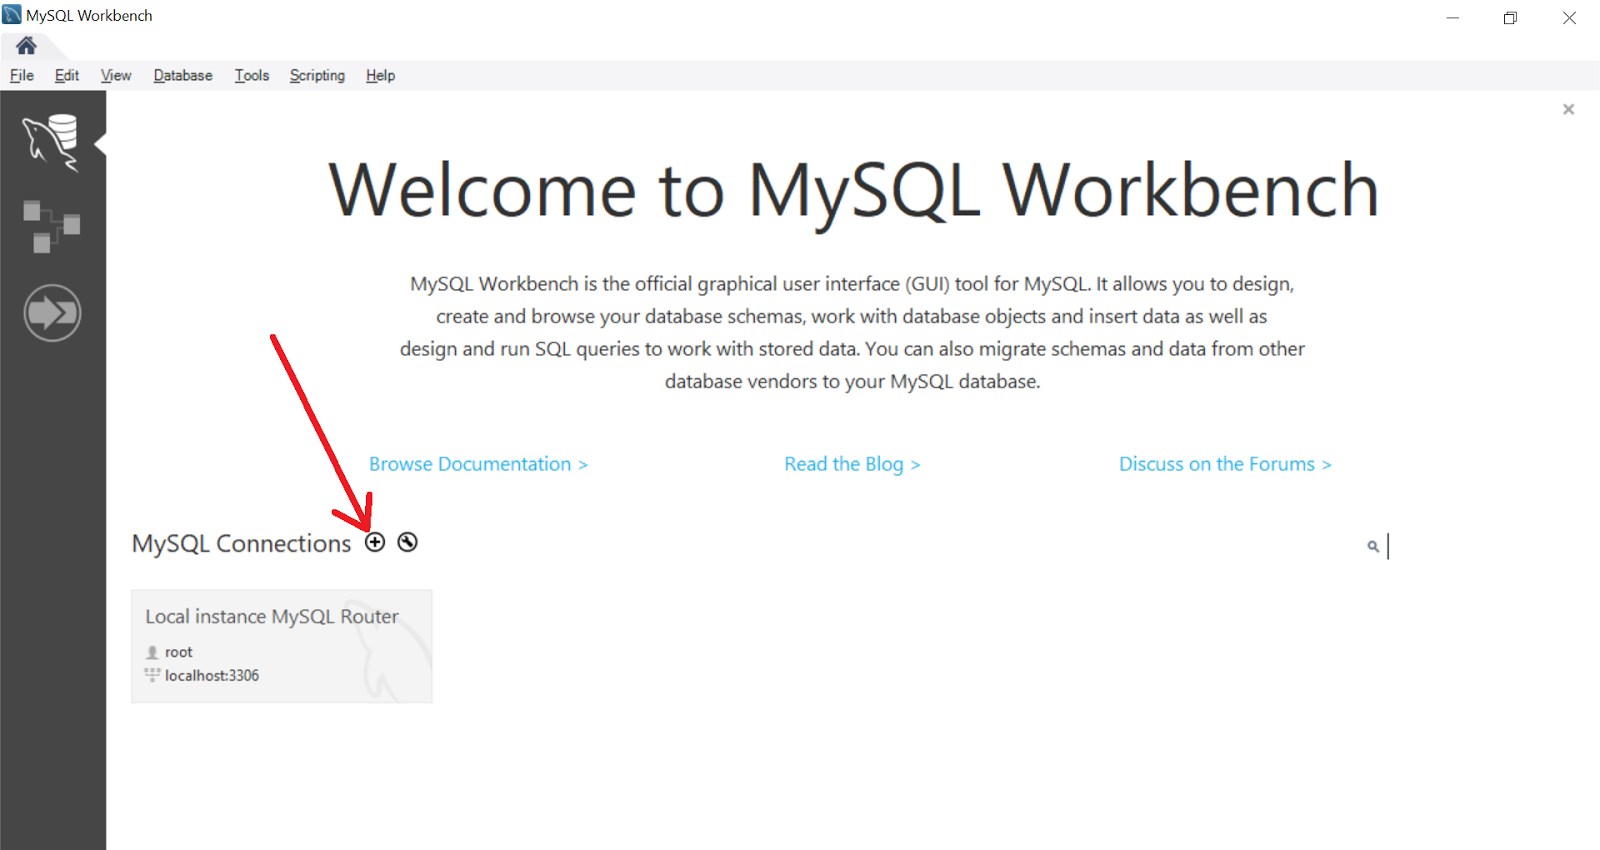 MySQL Workbench
File Edit View Database Tools Scripting Help
Welcome to MySQL Workbench
MySQL Workbench is the official graphical user interface (GUI) tool for MySQL. It allows you to design,
create and browse your database schemas, work with database objects and insert data as well as
design and run SQL queries to work with stored data. You can also migrate schemas and data from other
database vendors to your MySQL database.
Browse Documentation > Read the Blog > Discuss on the Forums >
MySQL Connections
Local instance MySQL Router
root
localhost:3306